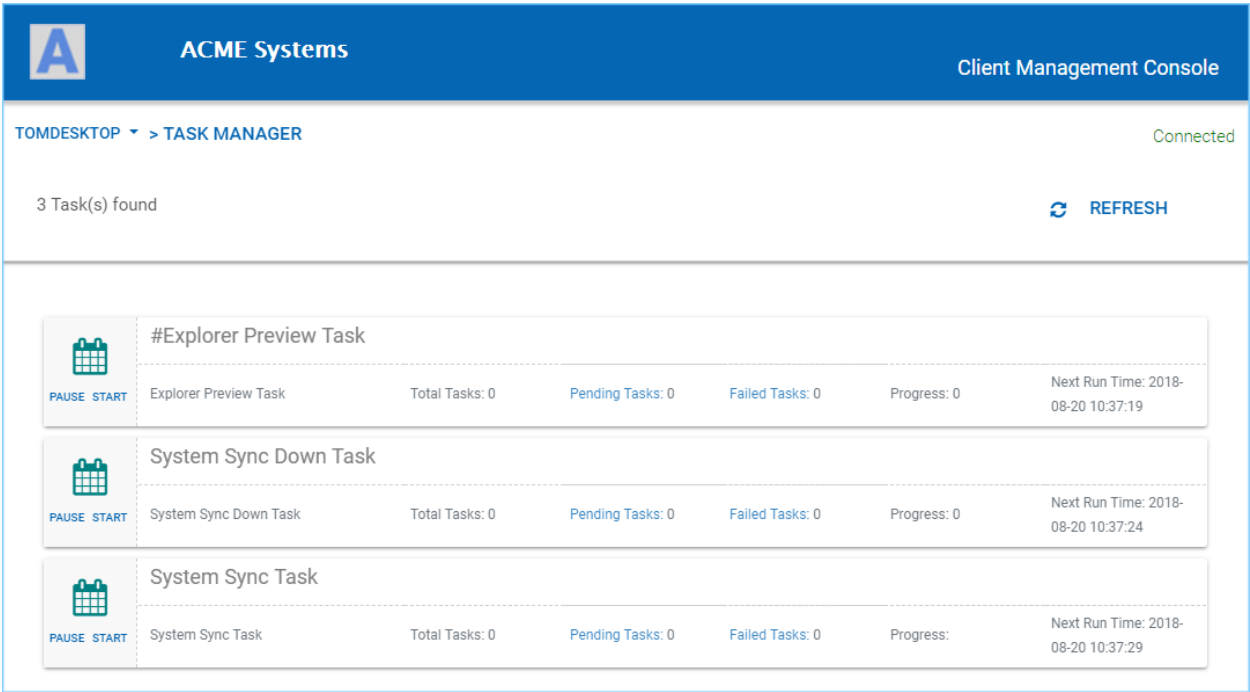 A
ACME Systems
Client Management Console
TOMDESKTOP > TASK MANAGER
Connected
3 Task(s) found
REFRESH
#Explorer Preview Task
PAUSE START
Explorer Preview Task
Total Tasks: 0
Pending Tasks: 0
Failed Tasks: 0
Progress: 0
Next Run Time: 2018-
08-20 10:37:19
System Sync Down Task
PAUSE START
System Sync Down Task
Total Tasks: 0
Pending Tasks: 0
Failed Tasks: 0
Progress: 0
Next Run Time: 2018-
08-20 10:37:24
System Sync Task
PAUSE START
System Sync Task
Total Tasks: 0
Pending Tasks: 0
Failed Tasks: 0
Progress:
Next Run Time: 2018-
08-20 10:37:29